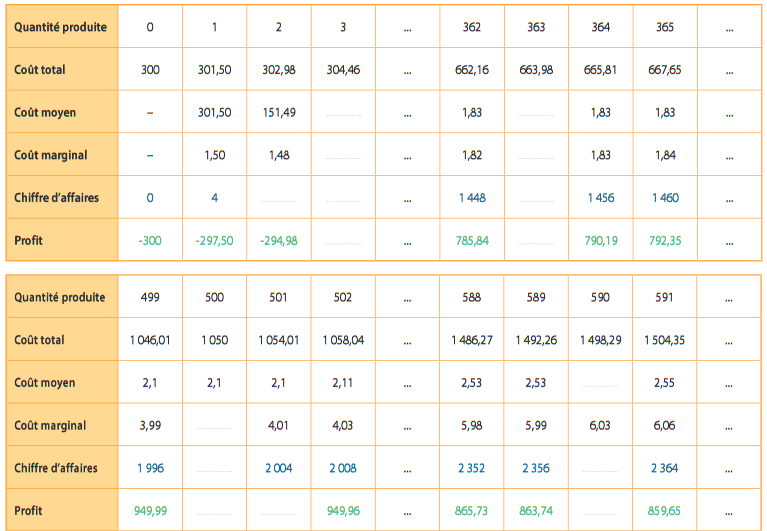 Quantité produite 0 1 2 3 ... 362 363 364 365 ...
Coût total 300 301,50 302,98 304,46 ... 662,16 663,98 665,81 667,65 ...
Coût moyen – 301,50 151,49 .............. ... 1,83 .............. 1,83 1,83 ...
Coût marginal – 1,50 1,48 .............. ... 1,82 .............. 1,83 1,84 ...
Chiffre d’affaires 0 4 .............. .............. ... 1 448 .............. 1 456 1 460 ...
Profit -300 -297,50 -294,98 .............. ... 785,84 .............. 790,19 792,35 ...
Quantité produite 499 500 501 502 ... 588 589 590 591 ...
Coût total 1 046,01 1 050 1 054,01 1 058,04 ... 1 486,27 1 492,26 1 498,29 1 504,35 ...
Coût moyen 2,1 2,1 2,1 2,11 ... 2,53 2,53 .............. 2,55 ...
Coût marginal 3,99 .............. 4,01 4,03 ... 5,98 5,99 6,03 6,06 ...
Chiffre d’affaires 1 996 .............. 2 004 2 008 ... 2 352 2 356 .............. 2 364 ...
Profit 949,99 .............. .............. 949,96 ... 865,73 863,74 .............. 859,65 ...